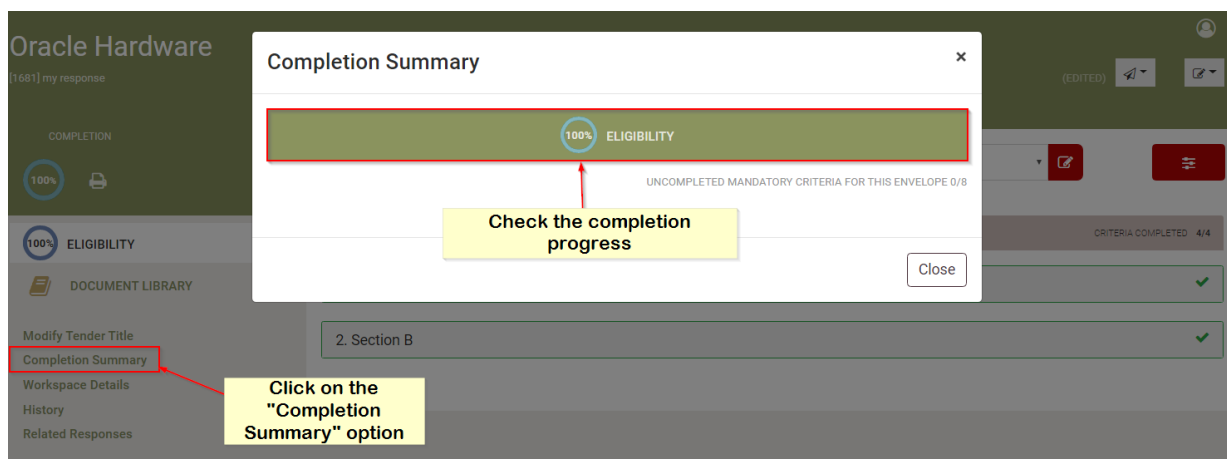 Oracle Hardware
[1681] my response
COMPLETION
100%
Completion Summary
×
100% ELIGIBILITY
UNCOMPLETED MANDATORY CRITERIA FOR THIS ENVELOPE 0/8
Check the completion
progress
Close
(EDITED)
100% ELIGIBILITY
CRITERIA COMPLETED 4/4
DOCUMENT LIBRARY
Modify Tender Title
2. Section B
Completion Summary
Workspace Details
History
Related Responses
Click on the
"Completion
Summary" option